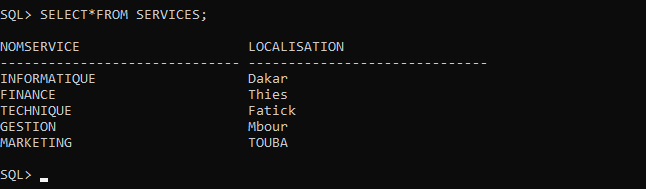 SQL> SELECT*FROM SERVICES;
NOMSERVICE LOCALISATION
------------------------------ ------------------------------
INFORMATIQUE Dakar
FINANCE Thies
TECHNIQUE Fatick
GESTION Mbour
MARKETING TOUBA
SQL>